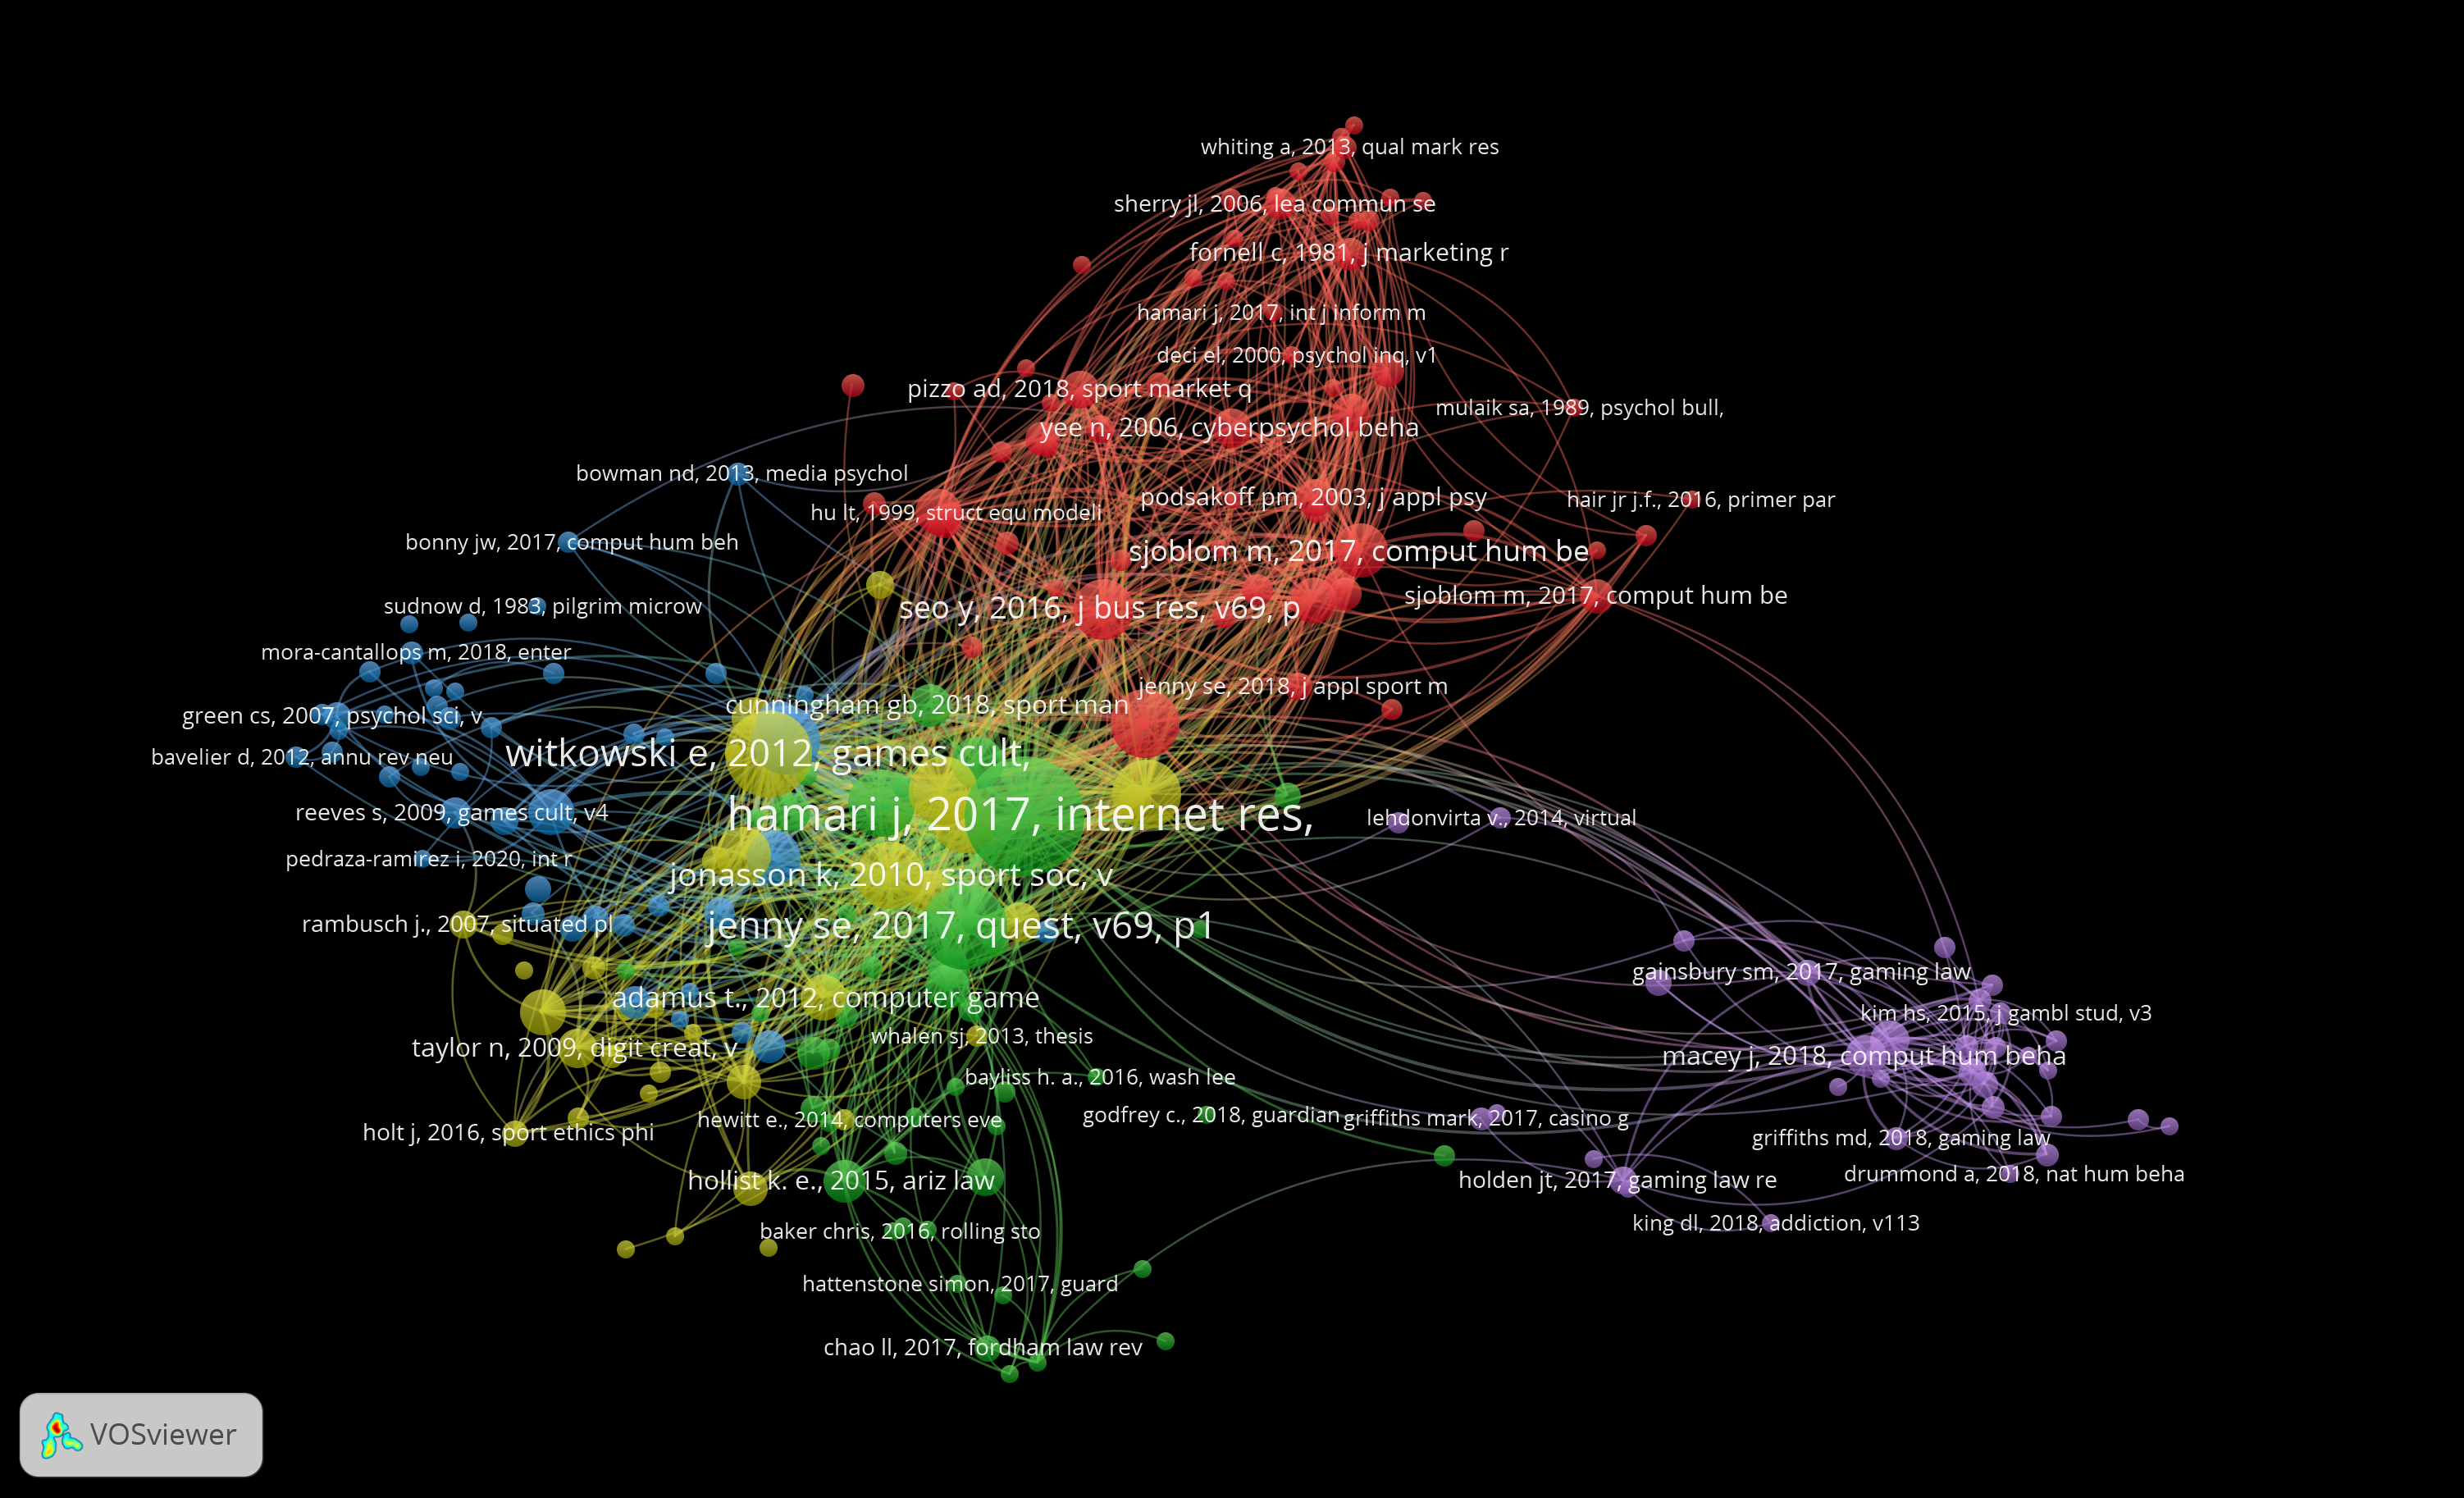 whiting a, 2013, qual mark res
sherry jl, 2006, lea commun se
fornell c, 1981, j marketing r
hamari j, 2017, int j inform m
deci el, 2000, psychol inq, v1
pizzo ad, 2018, sport market q
mulaik sa, 1989, psychol bull,
yee n, 2006, cyberpsychol beha
bowman nd, 2013, media psychol
podsakoff pm, 2003, j appl psy
hair jr j.f., 2016, primer par
hu lt, 1999, struct equ modeli
bonny jw, 2017, comput hum beh
sjoblom m, 2017, comput hum be
sjoblom m, 2017, comput hum be
sudnow d, 1983, pilgrim microw
seo y, 2016, j bus res, v69, p
mora-cantallops m, 2018, enter
jenny se, 2018, j appl sport m
cunningham gb, 2018, sport man
green cs, 2007, psychol sci, v
witkowski e, 2012, games cult,
bavelier d, 2012, annu rev neu
reeves s, 2009, games cult, v4
hamari j, 2017, internet res,
lehdonvirta v., 2014, virtual
pedraza-ramirez i, 2020, int r
jonasson k, 2010, sport soc, v
rambusch j., 2007, situated pl
jenny se, 2017, quest, v69, p1
gainsbury sm, 2017, gaming law
adamus t., 2012, computer game
kim hs, 2015, j gambl stud, v3
whalen sj, 2013, thesis
taylor n, 2009, digit creat, v
macey j, 2018, comput hum beha
bayliss h. a., 2016, wash lee
godfrey c., 2018, guardian
griffiths mark, 2017, casino g
hewitt e., 2014, computers eve
holt j, 2016, sport ethics phi
griffiths md, 2018, gaming law
drummond a, 2018, nat hum beha
hollist k. e., 2015, ariz law
holden jt, 2017, gaming law re
king dl, 2018, addiction, v113
baker chris, 2016, rolling sto
hattenstone simon, 2017, guard
chao ll, 2017, fordham law rev
VOSviewer